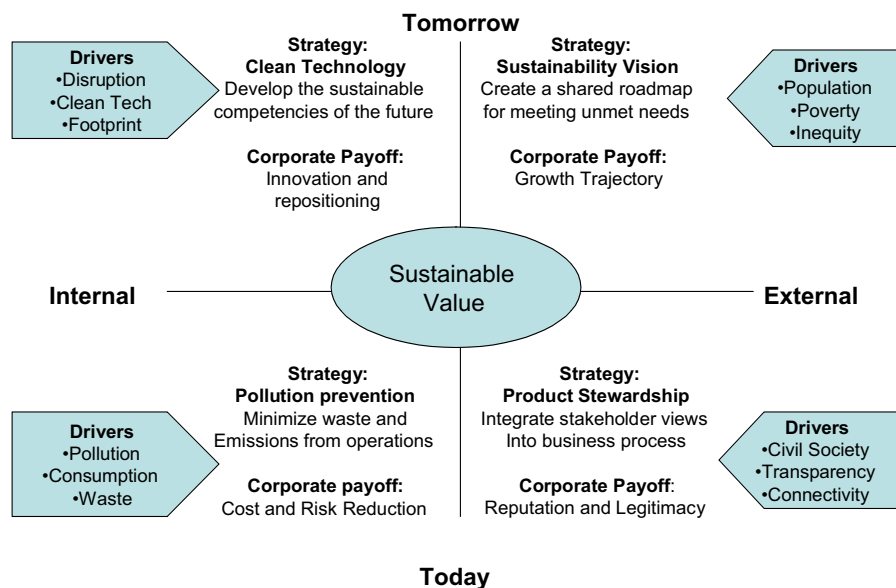 Tomorrow
Drivers
•Disruption
•Clean Tech
•Footprint
Strategy:
Clean Technology
Develop the sustainable
competencies of the future
Corporate Payoff:
Innovation and
repositioning
Strategy:
Sustainability Vision
Create a shared roadmap
for meeting unmet needs
Corporate Payoff:
Growth Trajectory
Drivers
•Population
•Poverty
•Inequity
Internal
Sustainable
Value
External
Drivers
•Pollution
•Consumption
•Waste
Strategy:
Pollution prevention
Minimize waste and
Emissions from operations
Corporate payoff:
Cost and Risk Reduction
Strategy:
Product Stewardship
Integrate stakeholder views
Into business process
Corporate Payoff:
Reputation and Legitimacy
Drivers
•Civil Society
•Transparency
•Connectivity
Today